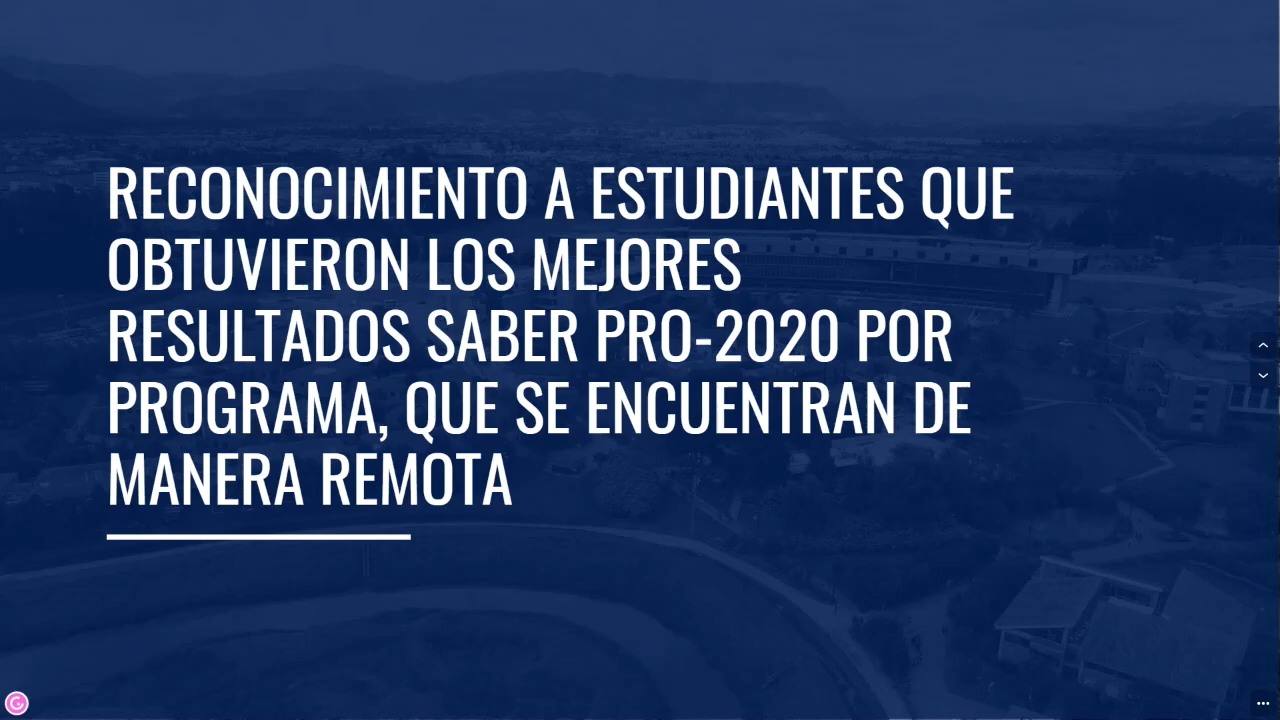 RECONOCIMIENTO A ESTUDIANTES QUE
OBTUVIERON LOS MEJORES
RESULTADOS SABER PRO-2020 POR
PROGRAMA, QUE SE ENCUENTRAN DE
MANERA REMOTA